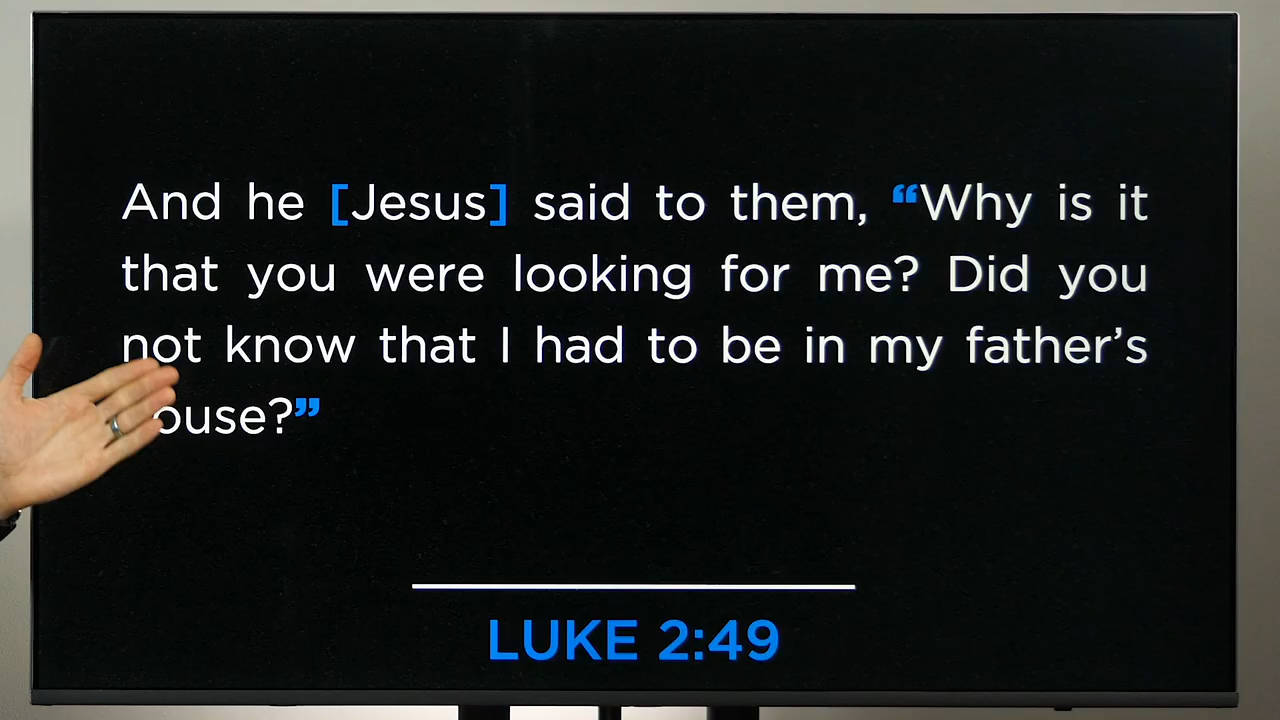 And he [Jesus] said to them, “Why is it
that you were looking for me? Did you
not know that I had to be in my father’s
house?”
LUKE 2:49